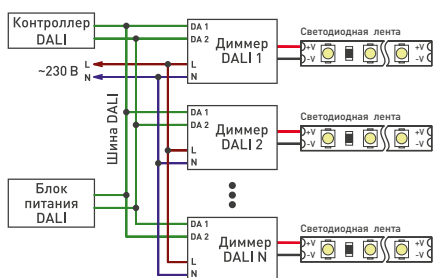 Контроллер
DALI
DA 1
DA 2
Диммер
DALI 1
L
N
Светодиодная лента
+V
-V
+V
-V
~230 В
L
N
Шина DALI
DA 1
DA 2
Диммер
DALI 2
L
N
Светодиодная лента
+V
-V
+V
-V
Блок
питания
DALI
DA 1
DA 2
Диммер
DALI N
L
N
Светодиодная лента
+V
-V
+V
-V